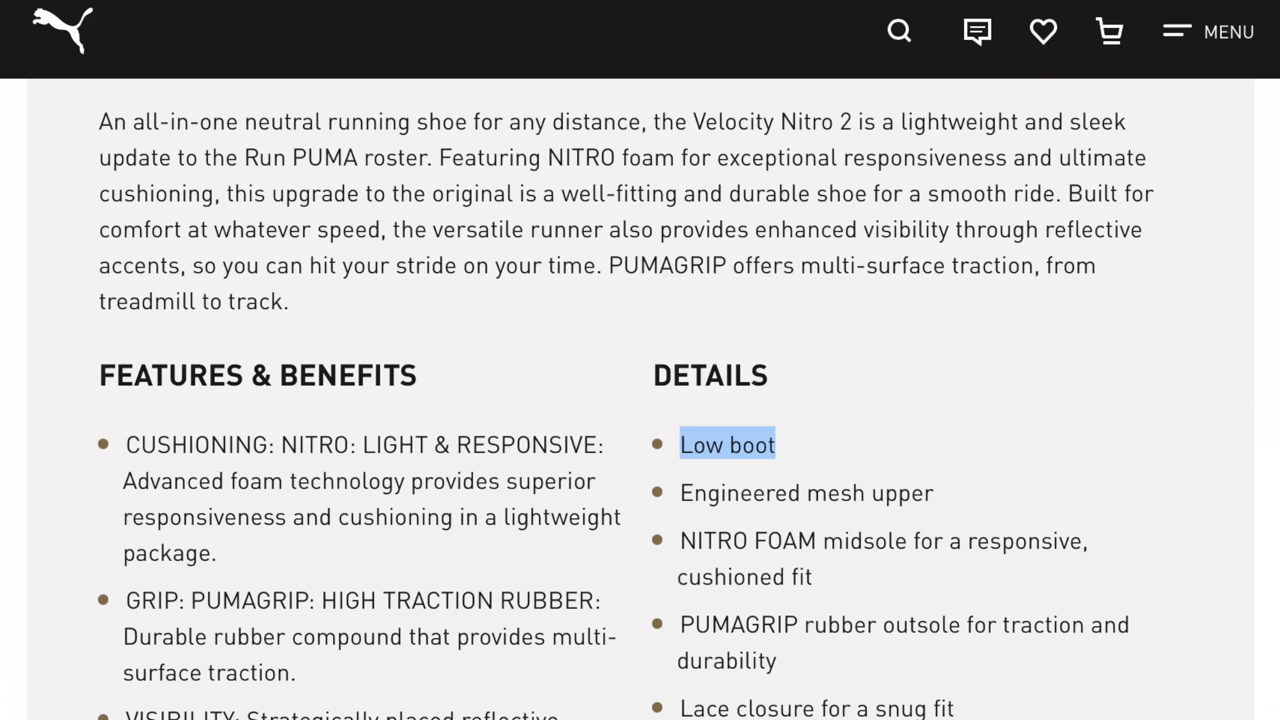 MENU
An all-in-one neutral running shoe for any distance, the Velocity Nitro 2 is a lightweight and sleek
update to the Run PUMA roster. Featuring NITRO foam for exceptional responsiveness and ultimate
cushioning, this upgrade to the original is a well-fitting and durable shoe for a smooth ride. Built for
comfort at whatever speed, the versatile runner also provides enhanced visibility through reflective
accents, so you can hit your stride on your time. PUMAGRIP offers multi-surface traction, from
treadmill to track.
FEATURES & BENEFITS
CUSHIONING: NITRO: LIGHT & RESPONSIVE:
Advanced foam technology provides superior
responsiveness and cushioning in a lightweight
package.
GRIP: PUMAGRIP: HIGH TRACTION RUBBER:
Durable rubber compound that provides multi-
surface traction.
VISIBILITY: Strategically placed reflective
DETAILS
Low boot
Engineered mesh upper
NITRO FOAM midsole for a responsive,
cushioned fit
PUMAGRIP rubber outsole for traction and
durability
Lace closure for a snug fit